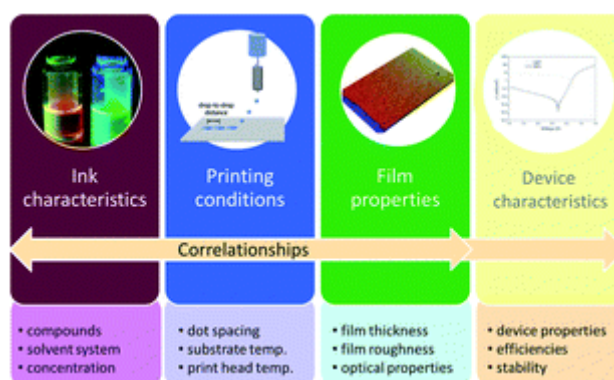 drop-to-drop
distance
Ink
characteristics
Printing
conditions
Film
properties
Device
characteristics
Correlationships
• compounds
• solvent system
• concentration
• dot spacing
• substrate temp.
• print head temp.
• film thickness
• film roughness
• optical properties
• device properties
• efficiencies
• stability